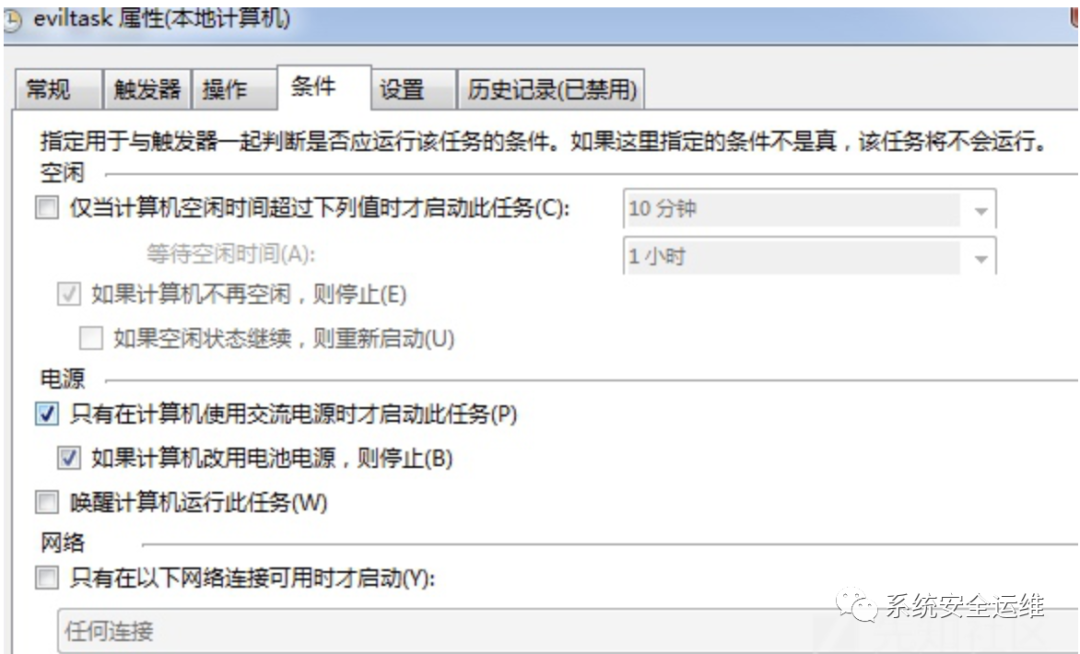 eviltask 属性(本地计算机)
常规 触发器 操作 条件 设置 历史记录(已禁用)
指定用于与触发器一起判断是否应运行该任务的条件。如果这里指定的条件不是真，该任务将不会运行。
空闲
仅当计算机空闲时间超过下列值时才启动此任务(C): 10 分钟
等待空闲时间(A): 1 小时
如果计算机不再空闲，则停止(E)
如果空闲状态继续，则重新启动(U)
电源
只有在计算机使用交流电源时才启动此任务(P)
如果计算机改用电池电源，则停止(B)
唤醒计算机运行此任务(W)
网络
只有在以下网络连接可用时才启动(Y):
系统安全运维
任何连接